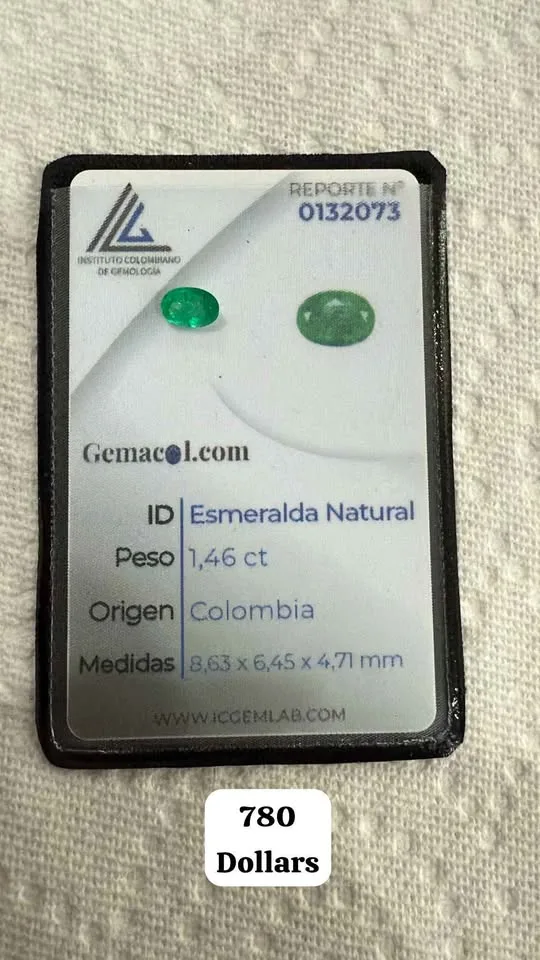 REPORTE Nº
0132073
INSTITUTO COLOMBIANO
DE GEMOLOGÍA
Gemacol.com
ID Esmeralda Natural
Peso 1,46 ct
Origen Colombia
Medidas 8,63 x 6,45 x 4,71 mm
WWW.ICGEMLAB.COM
780
Dollars